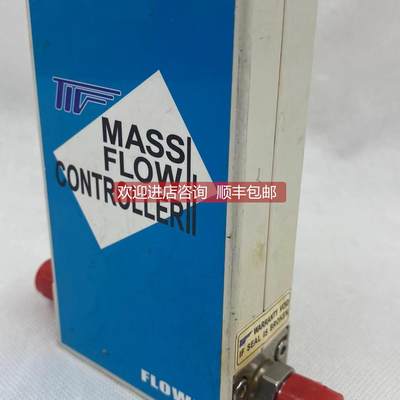 MASS
FLOW
CONTROLLER
欢迎进店咨询 顺丰包邮
WARRANTY VOID
IF SEAL IS BROKEN
FLOW